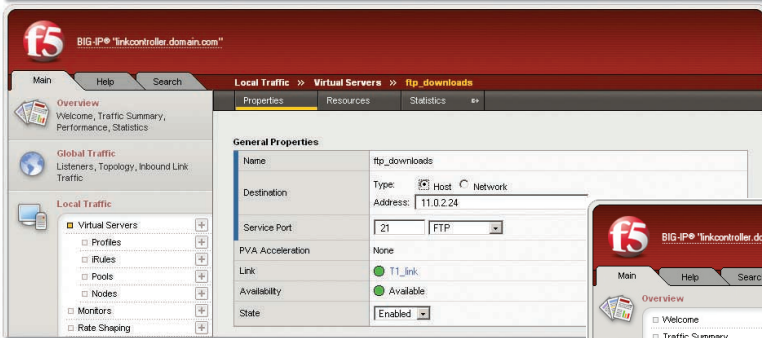 f5
BIG-IP® "linkcontroller.domain.com"
Main Help Search
Local Traffic » Virtual Servers » ftp_downloads
Properties Resources Statistics
Overview
Welcome, Traffic Summary,
Performance, Statistics
Global Traffic
Listeners, Topology, Inbound Link
Traffic
Local Traffic
Virtual Servers
Profiles
iRules
Pools
Nodes
Monitors
Rate Shaping
General Properties
Name ftp_downloads
Destination
Type: Host Network
Address: 11.0.2.24
Service Port 21 FTP
PVA Acceleration None
Link T1_link
Availability Available
State Enabled
f5
BIG-IP® "linkcontroller.do
Main Help Searc
Overview
Welcome
Traffic Summary